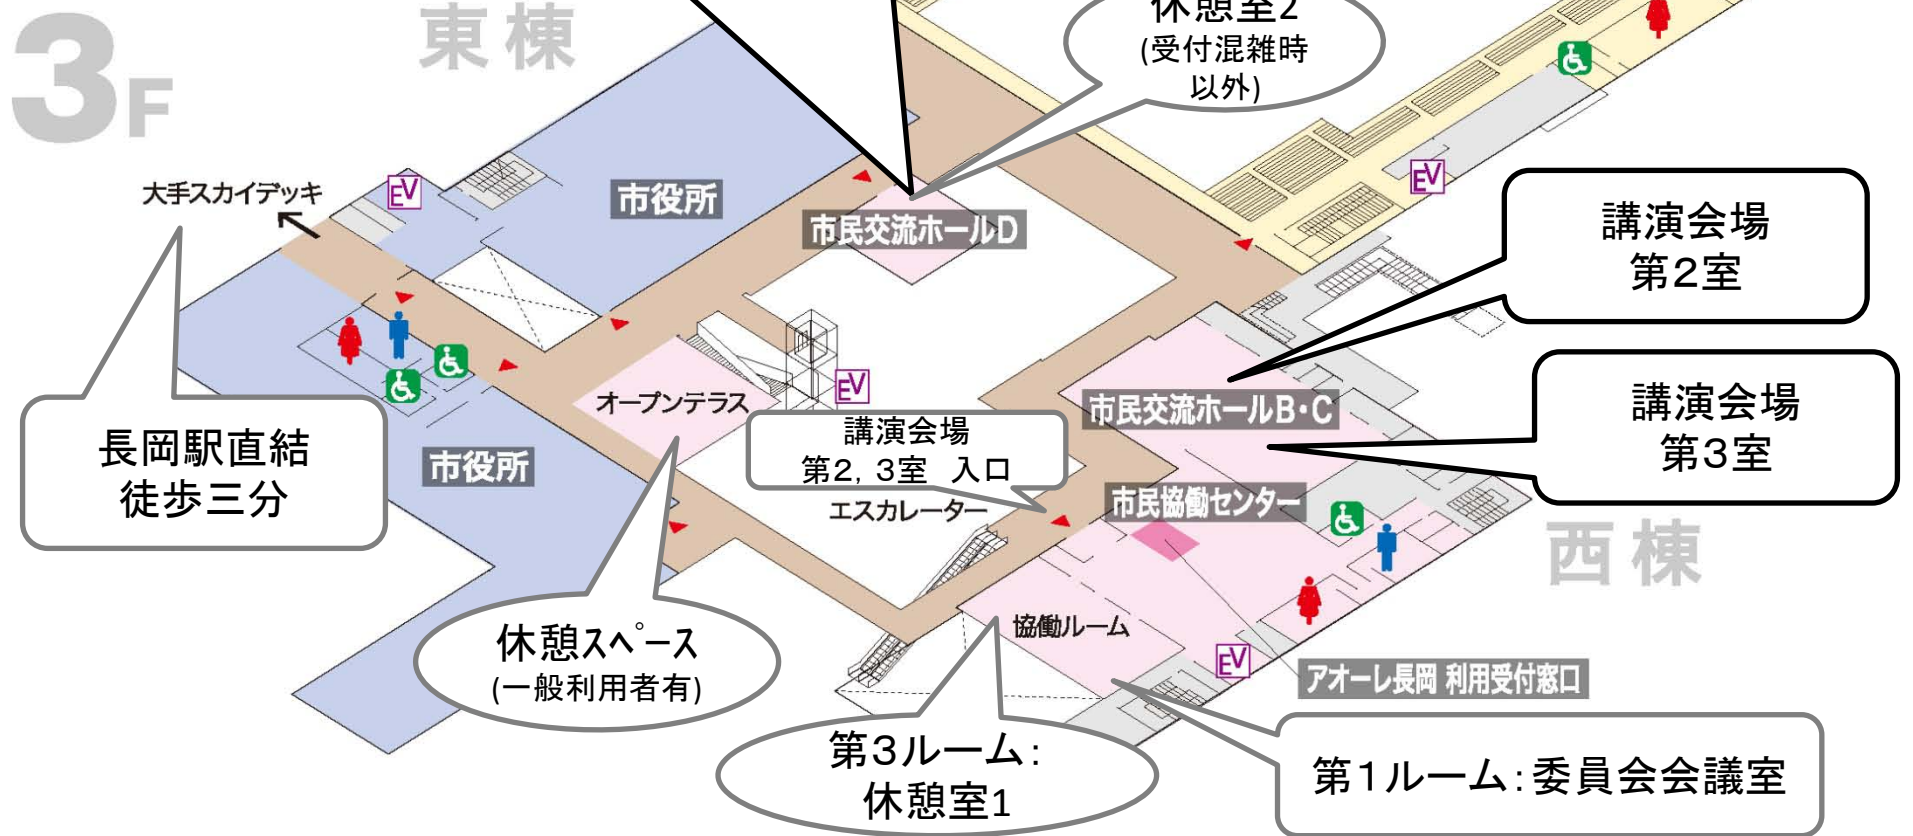 3F
東棟
休憩室2
(受付混雑時
以外)
大手スカイデッキ
EV
市役所
市民交流ホールD
EV
講演会場
第2室
講演会場
第3室
長岡駅直結
徒歩三分
オープンテラス
EV
市役所
講演会場
第2,3室 入口
エスカレーター
市民交流ホールB・C
市民協働センター
西棟
休憩スペース
(一般利用者有)
協働ルーム
EV
アオーレ長岡 利用受付窓口
第3ルーム:
休憩室1
第1ルーム:委員会会議室